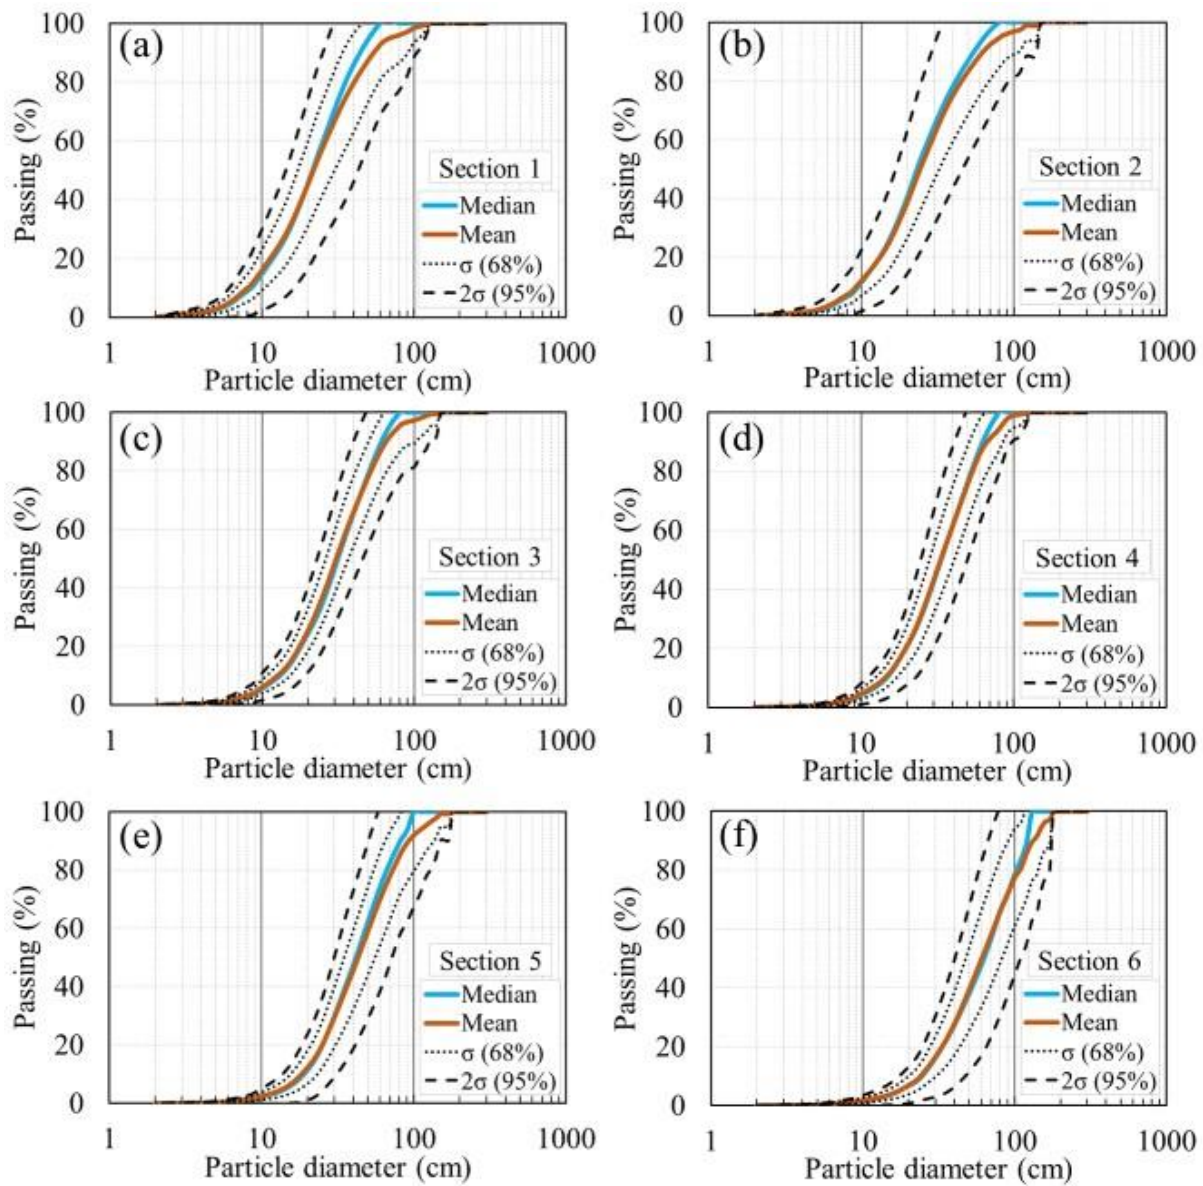 (a)
Passing (%)
100
80
60
40
20
0
Section 1
Median
Mean
σ (68%)
2σ (95%)
1 10 100 1000
Particle diameter (cm)
(b)
Passing (%)
100
80
60
40
20
0
Section 2
Median
Mean
σ (68%)
2σ (95%)
1 10 100 1000
Particle diameter (cm)
(c)
Passing (%)
100
80
60
40
20
0
Section 3
Median
Mean
σ (68%)
2σ (95%)
1 10 100 1000
Particle diameter (cm)
(d)
Passing (%)
100
80
60
40
20
0
Section 4
Median
Mean
σ (68%)
2σ (95%)
1 10 100 1000
Particle diameter (cm)
(e)
Passing (%)
100
80
60
40
20
0
Section 5
Median
Mean
σ (68%)
2σ (95%)
1 10 100 1000
Particle diameter (cm)
(f)
Passing (%)
100
80
60
40
20
0
Section 6
Median
Mean
σ (68%)
2σ (95%)
1 10 100 1000
Particle diameter (cm)